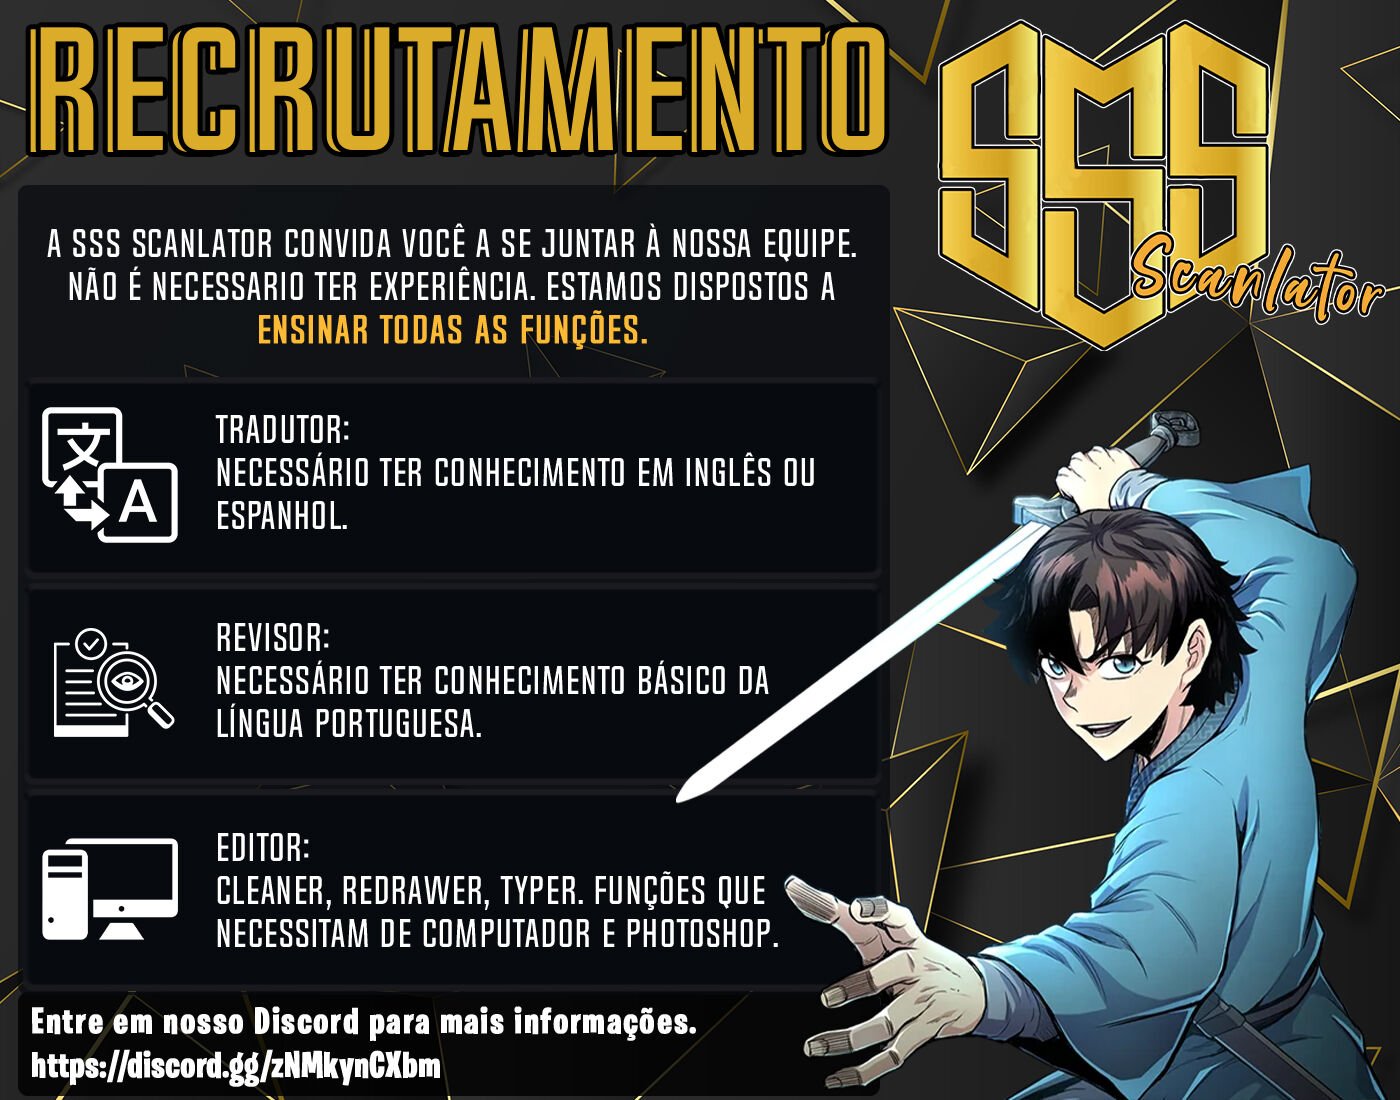 RECRUTAMENTO
SSS
Scanlator
A SSS SCANLATOR CONVIDA VOCÊ A SE JUNTAR À NOSSA EQUIPE.
NÃO É NECESSARIO TER EXPERIÊNCIA. ESTAMOS DISPOSTOS A
ENSINAR TODAS AS FUNÇÕES.
文
A
TRADUTOR:
NECESSÁRIO TER CONHECIMENTO EM INGLÊS OU
ESPANHOL.
REVISOR:
NECESSÁRIO TER CONHECIMENTO BÁSICO DA
LÍNGUA PORTUGUESA.
EDITOR:
CLEANER, REDRAWER, TYPER. FUNÇÕES QUE
NECESSITAM DE COMPUTADOR E PHOTOSHOP.
Entre em nosso Discord para mais informações.
https://discord.gg/zNMkynCXbm